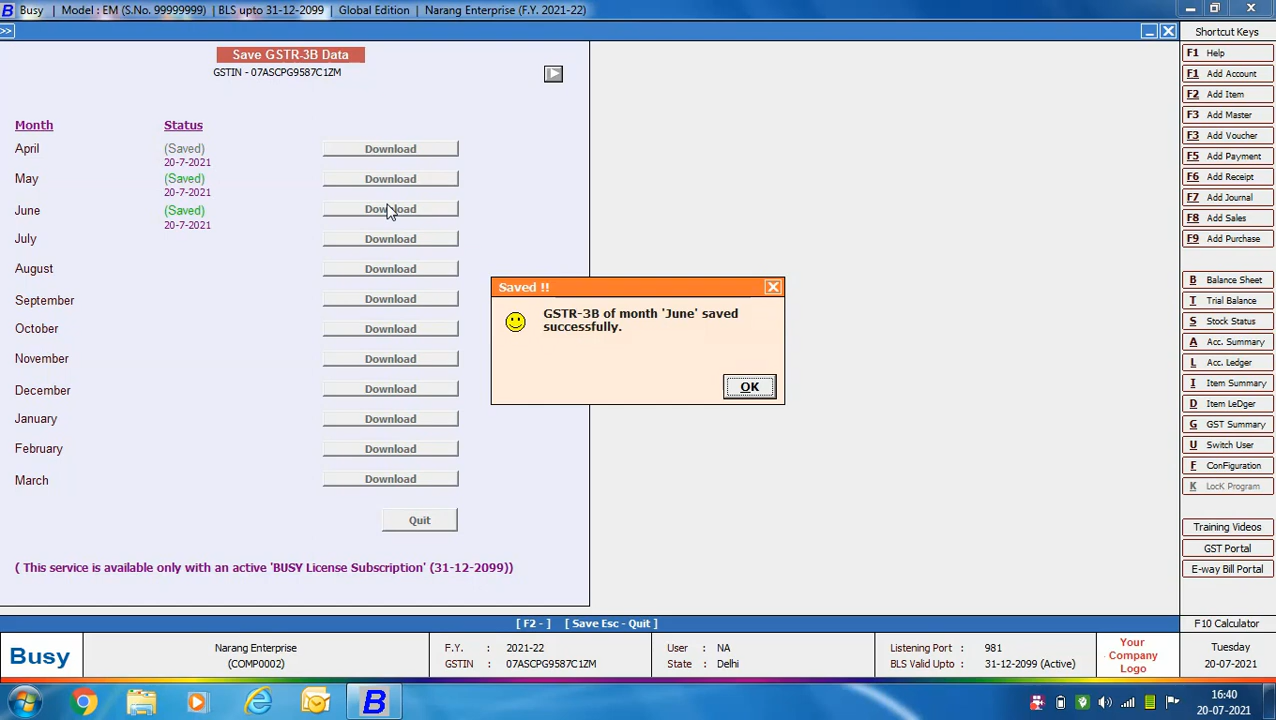 B Busy Model : EM (S.No. 99999999) BLS upto 31-12-2099 Global Edition Narang Enterprise (F.Y. 2021-22)
>>
Save GSTR-3B Data
GSTIN - 07ASCPG9587C1ZM
Month Status
April (Saved) Download
20-7-2021
May (Saved) Download
20-7-2021
June (Saved) Download
20-7-2021
July Download
August Download
September Download
October Download
November Download
December Download
January Download
February Download
March Download
Quit
( This service is available only with an active 'BUSY License Subscription' (31-12-2099))
Saved !!
GSTR-3B of month 'June' saved
successfully.
OK
Shortcut Keys
F1 Help
F1 Add Account
F2 Add Item
F3 Add Master
F3 Add Voucher
F5 Add Payment
F6 Add Receipt
F7 Add Journal
F8 Add Sales
F9 Add Purchase
B Balance Sheet
T Trial Balance
S Stock Status
A Acc. Summary
L Acc. Ledger
I Item Summary
D Item LeDger
G GST Summary
U Switch User
F ConFiguration
K LocK Program
Training Videos
GST Portal
E-way Bill Portal
[ F2 - ] [ Save Esc - Quit ]
F10 Calculator
Busy
Narang Enterprise
(COMP0002)
F.Y. : 2021-22
GSTIN : 07ASCPG9587C1ZM
User : NA
State : Delhi
Listening Port : 981
BLS Valid Upto : 31-12-2099 (Active)
Your
Company
Logo
Tuesday
20-07-2021
B
16:40
20-07-2021